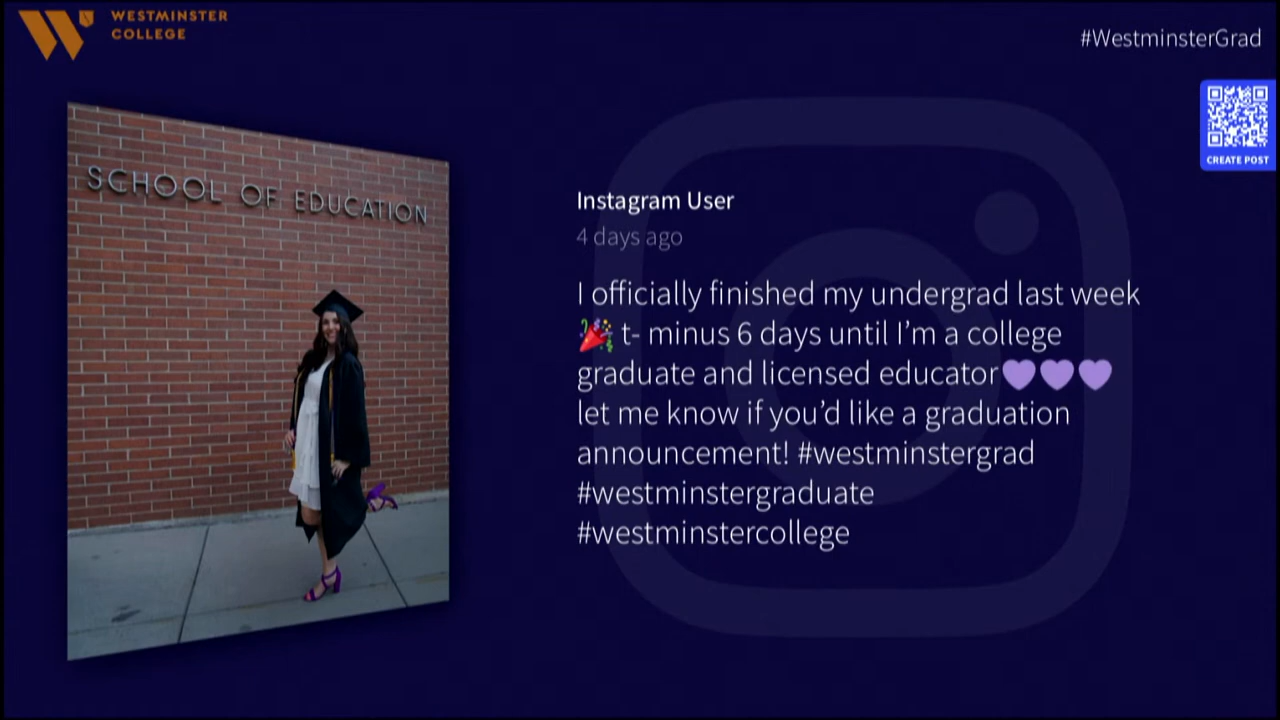 WESTMINSTER
COLLEGE
#WestminsterGrad
CREATE POST
SCHOOL OF EDUCATION
Instagram User
4 days ago
I officially finished my undergrad last week
🎉 t- minus 6 days until I’m a college
graduate and licensed educator💜💜💜
let me know if you’d like a graduation
announcement! #westminstergrad
#westminstergraduate
#westminstercollege